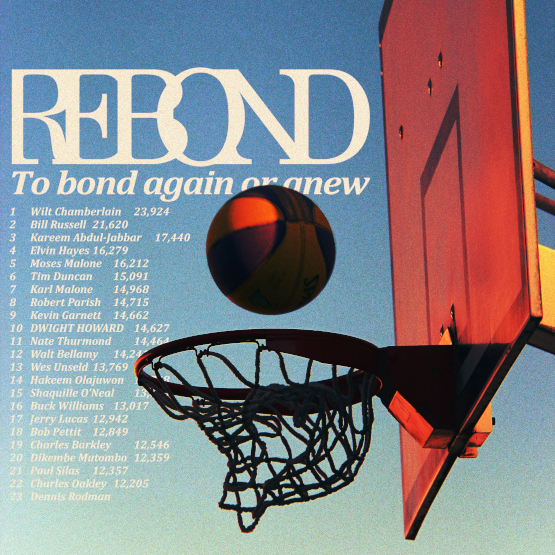 REBOND
To bond again or anew
1 Wilt Chamberlain 23,924
2 Bill Russell 21,620
3 Kareem Abdul-Jabbar 17,440
4 Elvin Hayes 16,279
5 Moses Malone 16,212
6 Tim Duncan 15,091
7 Karl Malone 14,968
8 Robert Parish 14,715
9 Kevin Garnett 14,662
10 DWIGHT HOWARD 14,627
11 Nate Thurmond 14,464
12 Walt Bellamy
13 Wes Unseld 13,769
14 Hakeem Olajuwon
15 Shaquille O'Neal
16 Buck Williams 13,017
17 Jerry Lucas 12,942
18 Bob Pettit 12,849
19 Charles Barkley 12,546
20 Dikembe Mutombo 12,359
21 Paul Silas 12,357
22 Charles Oakley 12,205
23 Dennis Rodman